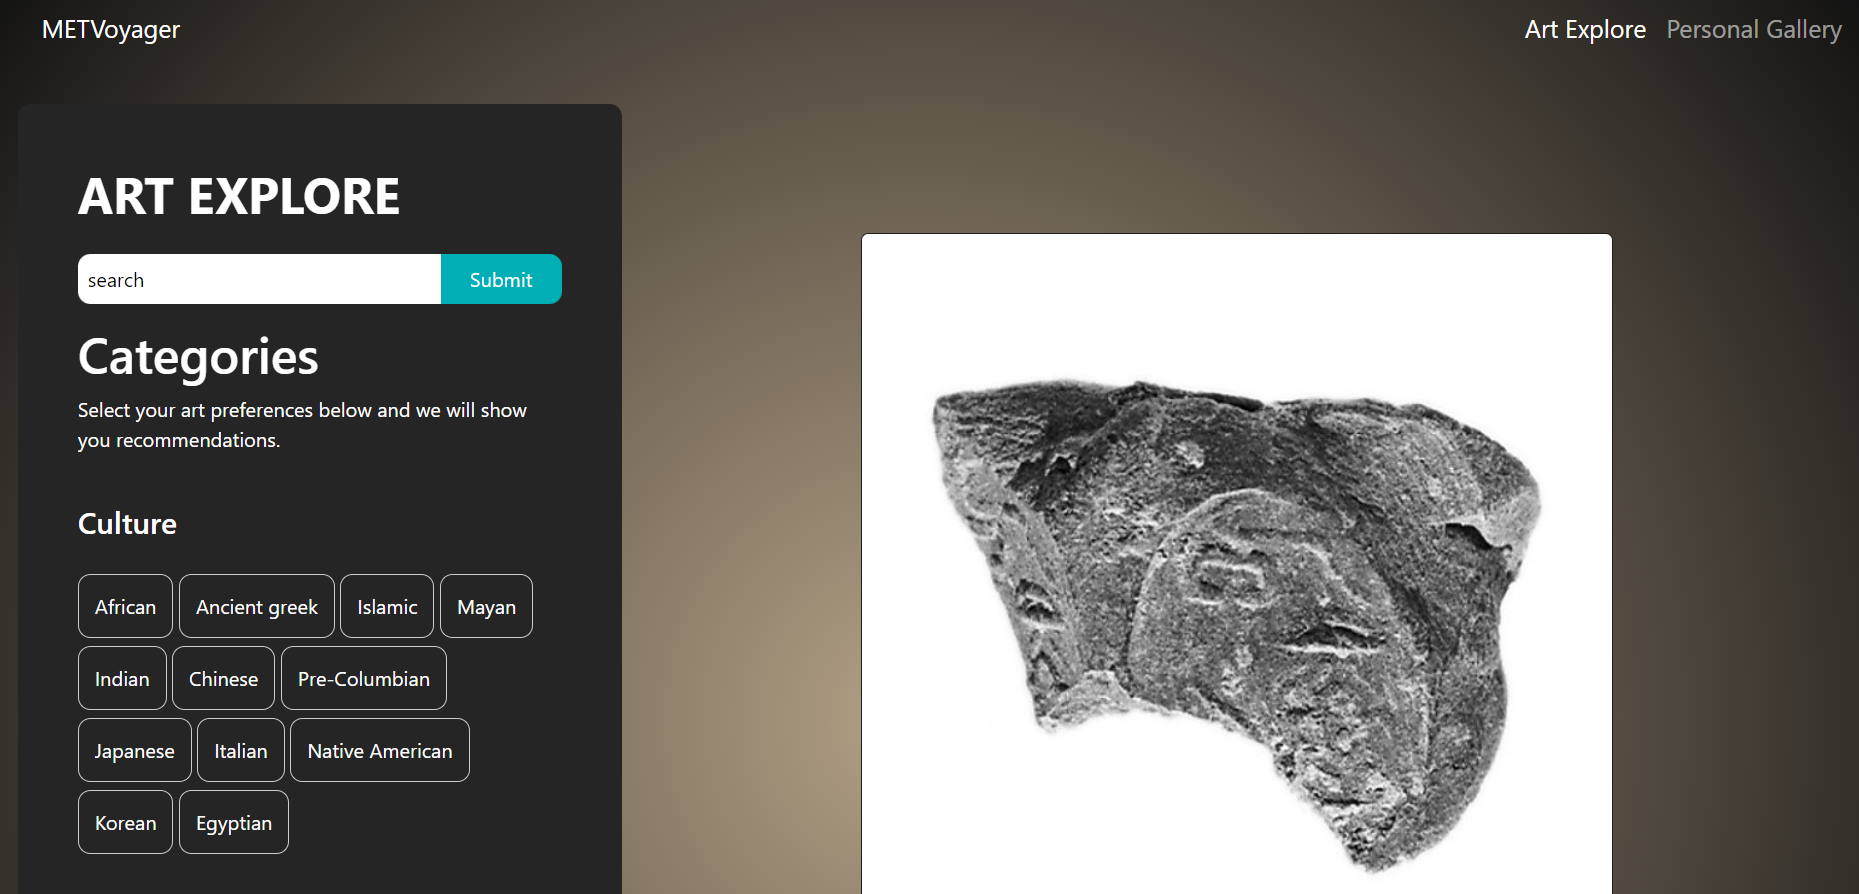 METVoyager
Art Explore Personal Gallery
ART EXPLORE
search Submit
Categories
Select your art preferences below and we will show
you recommendations.
Culture
African Ancient greek Islamic Mayan
Indian Chinese Pre-Columbian
Japanese Italian Native American
Korean Egyptian